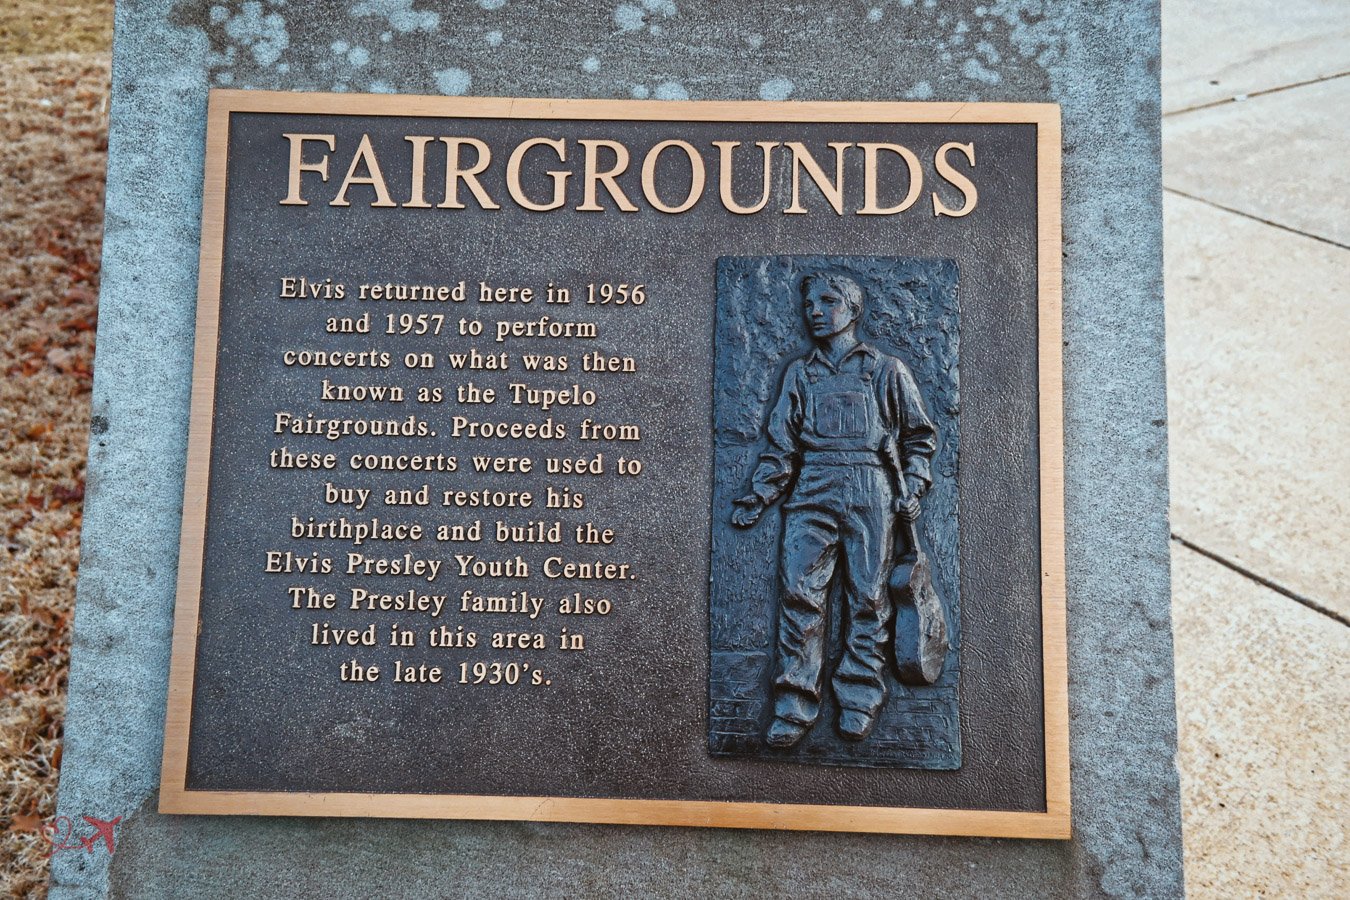 FAIRGROUNDS
Elvis returned here in 1956
and 1957 to perform
concerts on what was then
known as the Tupelo
Fairgrounds. Proceeds from
these concerts were used to
buy and restore his
birthplace and build the
Elvis Presley Youth Center.
The Presley family also
lived in this area in
the late 1930's.